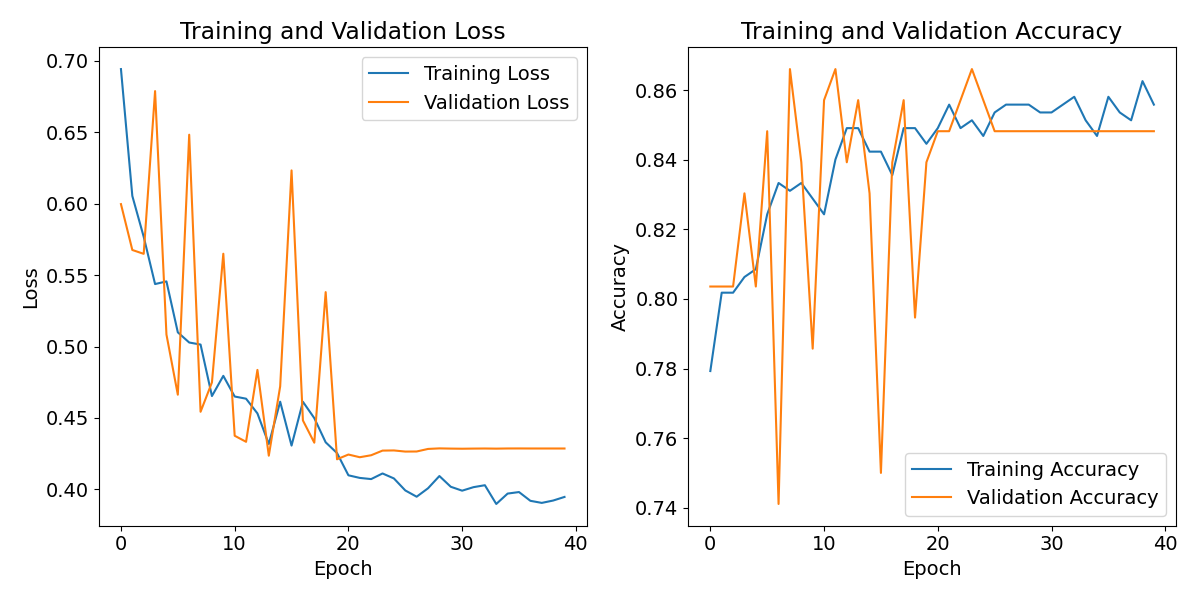 Training and Validation Loss
Training Loss
Validation Loss
0.70
0.65
0.60
0.55
0.50
0.45
0.40
Loss
0 10 20 30 40
Epoch
Training and Validation Accuracy
0.86
0.84
0.82
0.80
0.78
0.76
0.74
Accuracy
Training Accuracy
Validation Accuracy
0 10 20 30 40
Epoch